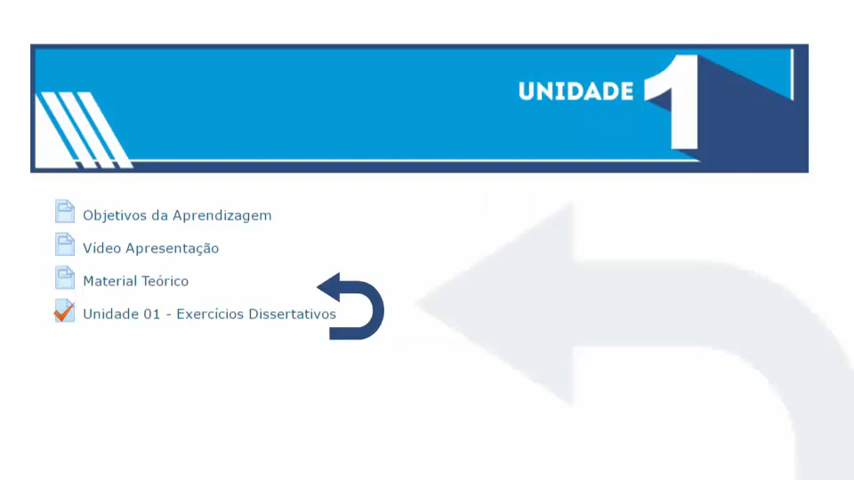 UNIDADE 1
Objetivos da Aprendizagem
Vídeo Apresentação
Material Teórico
Unidade 01 - Exercícios Dissertativos